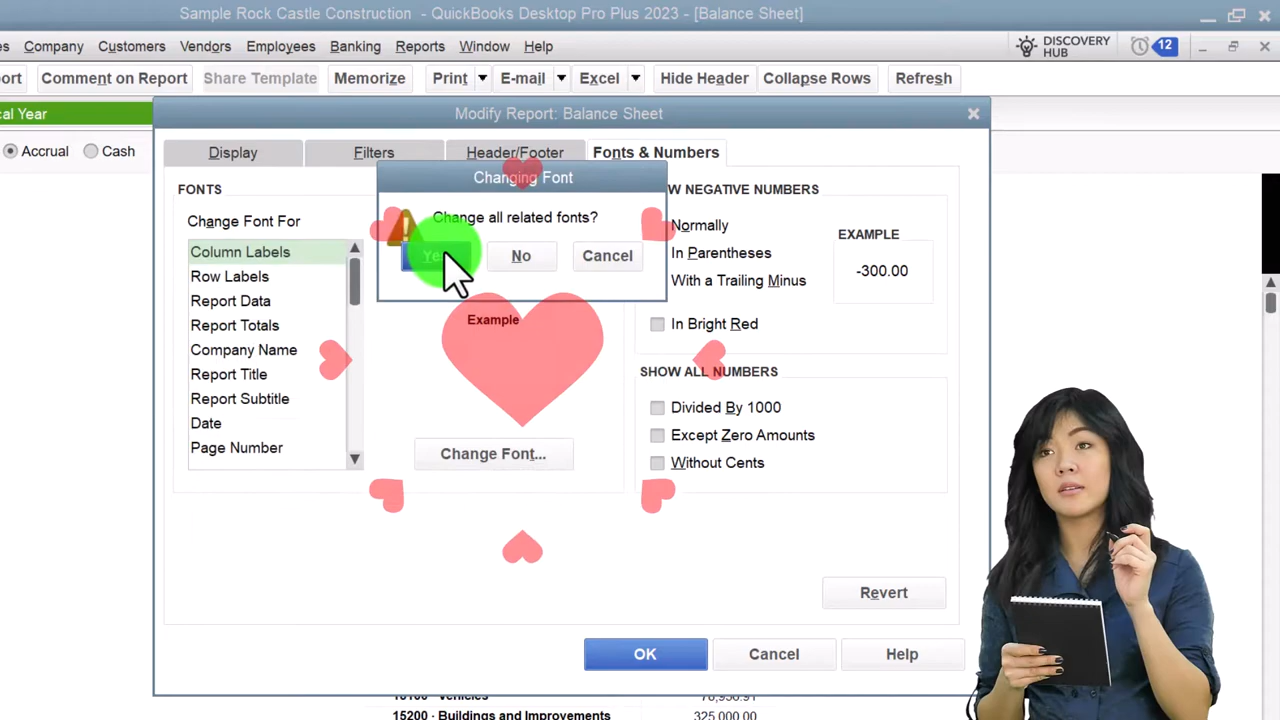 Sample Rock Castle Construction - QuickBooks Desktop Pro Plus 2023 - [Balance Sheet]
Company Customers Vendors Employees Banking Reports Window Help
DISCOVERY
HUB
12
Comment on Report Share Template Memorize Print E-mail Excel Hide Header Collapse Rows Refresh
cal Year
Accrual Cash
Modify Report: Balance Sheet
Display Filters Header/Footer Fonts & Numbers
FONTS
Change Font For
Column Labels
Row Labels
Report Data
Report Totals
Company Name
Report Title
Report Subtitle
Date
Page Number
Changing Font
Change all related fonts?
Yes No Cancel
Example
Change Font...
W NEGATIVE NUMBERS
Normally
In Parentheses
With a Trailing Minus
In Bright Red
EXAMPLE
-300.00
SHOW ALL NUMBERS
Divided By 1000
Except Zero Amounts
Without Cents
Revert
OK Cancel Help
15200 · Buildings and Improvements 325,000.00